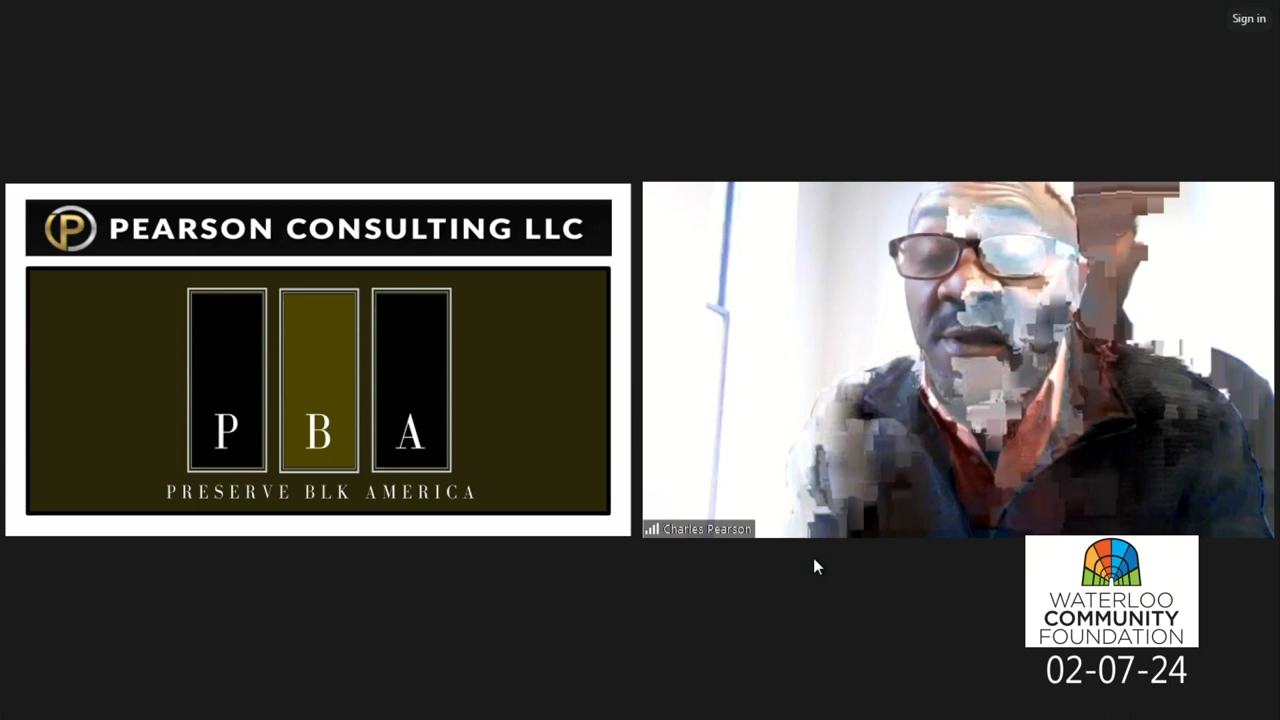 Sign in
P PEARSON CONSULTING LLC
P B A
PRESERVE BLK AMERICA
Charles Pearson
WATERLOO
COMMUNITY
FOUNDATION
02-07-24